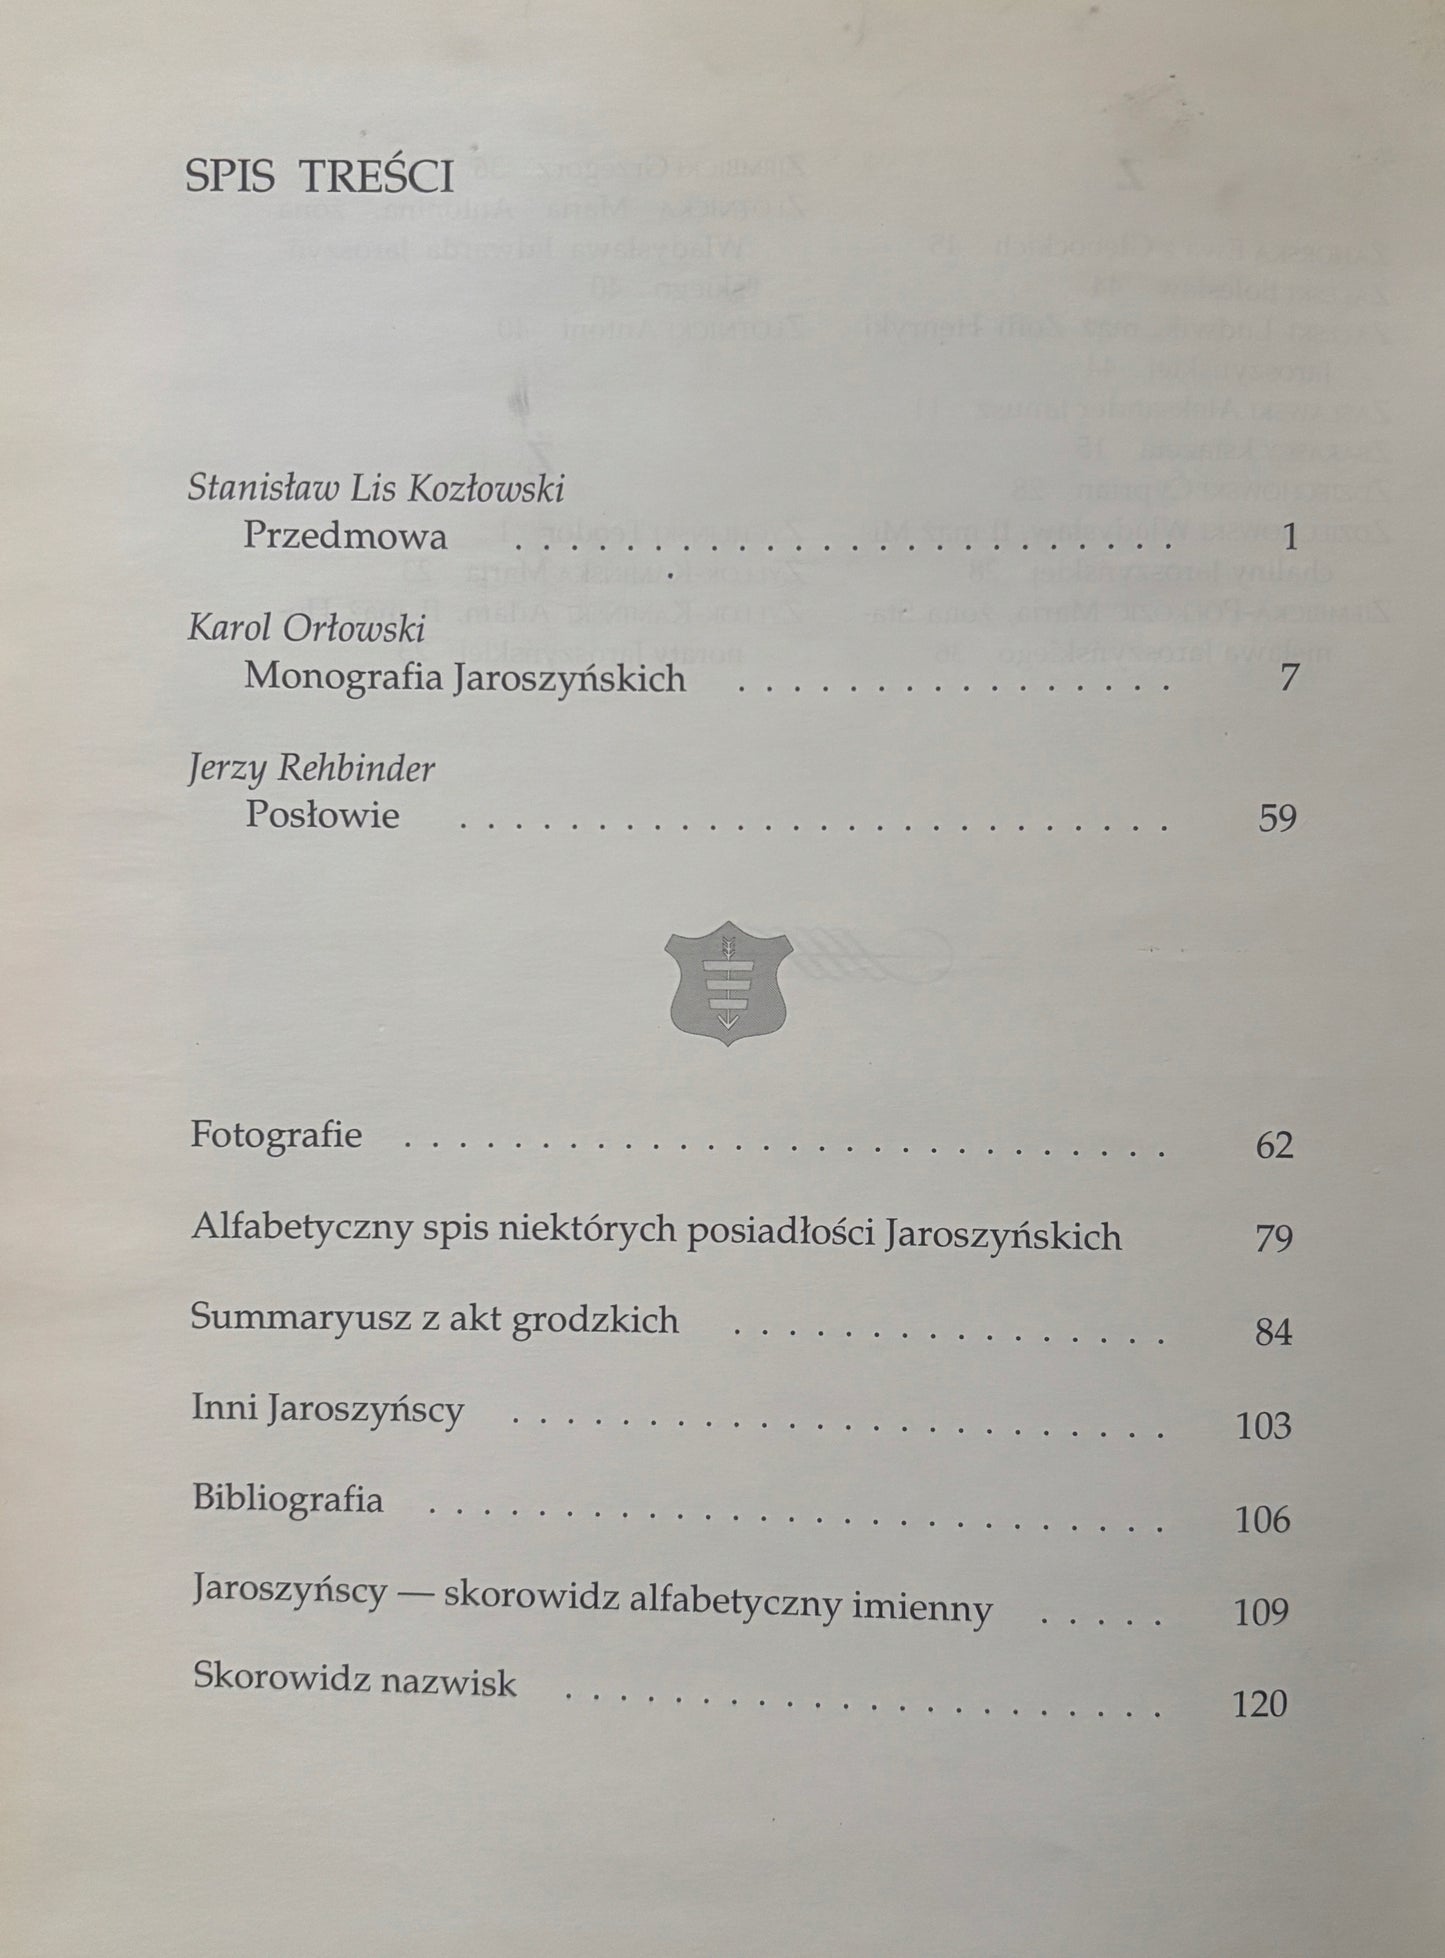 SPIS TREŚCI
Stanisław Lis Kozłowski
Przedmowa . . . . . . . . . . . . . . . . . . . . . . . . 1
Karol Orłowski
Monografia Jaroszyńskich . . . . . . . . . . . . . . . . 7
Jerzy Rehbinder
Posłowie . . . . . . . . . . . . . . . . . . . . . . . . . . 59
Fotografie . . . . . . . . . . . . . . . . . . . . . . . . . . . . 62
Alfabetyczny spis niektórych posiadłości Jaroszyńskich 79
Summaryusz z akt grodzkich . . . . . . . . . . . . . . . . 84
Inni Jaroszyńscy . . . . . . . . . . . . . . . . . . . . . . . . 103
Bibliografia . . . . . . . . . . . . . . . . . . . . . . . . . . . 106
Jaroszyńscy — skorowidz alfabetyczny imienny . . . . . 109
Skorowidz nazwisk . . . . . . . . . . . . . . . . . . . . . . 120